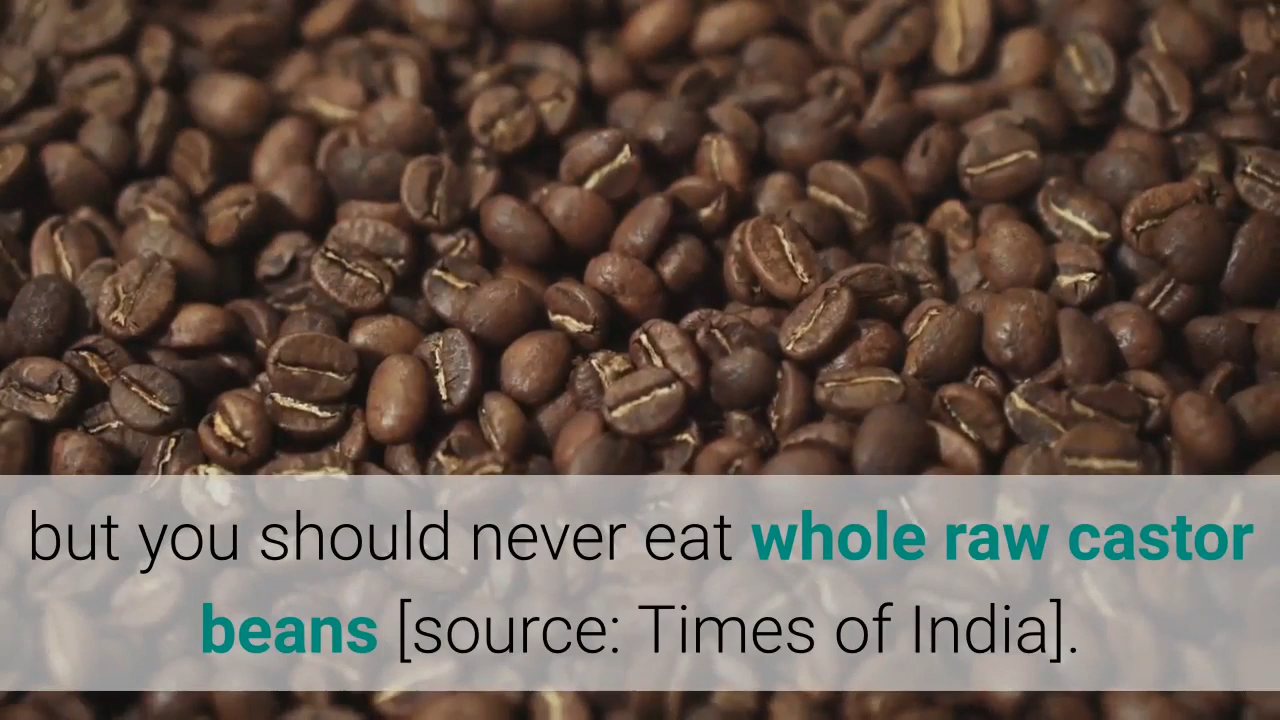 but you should never eat whole raw castor
beans [source: Times of India].